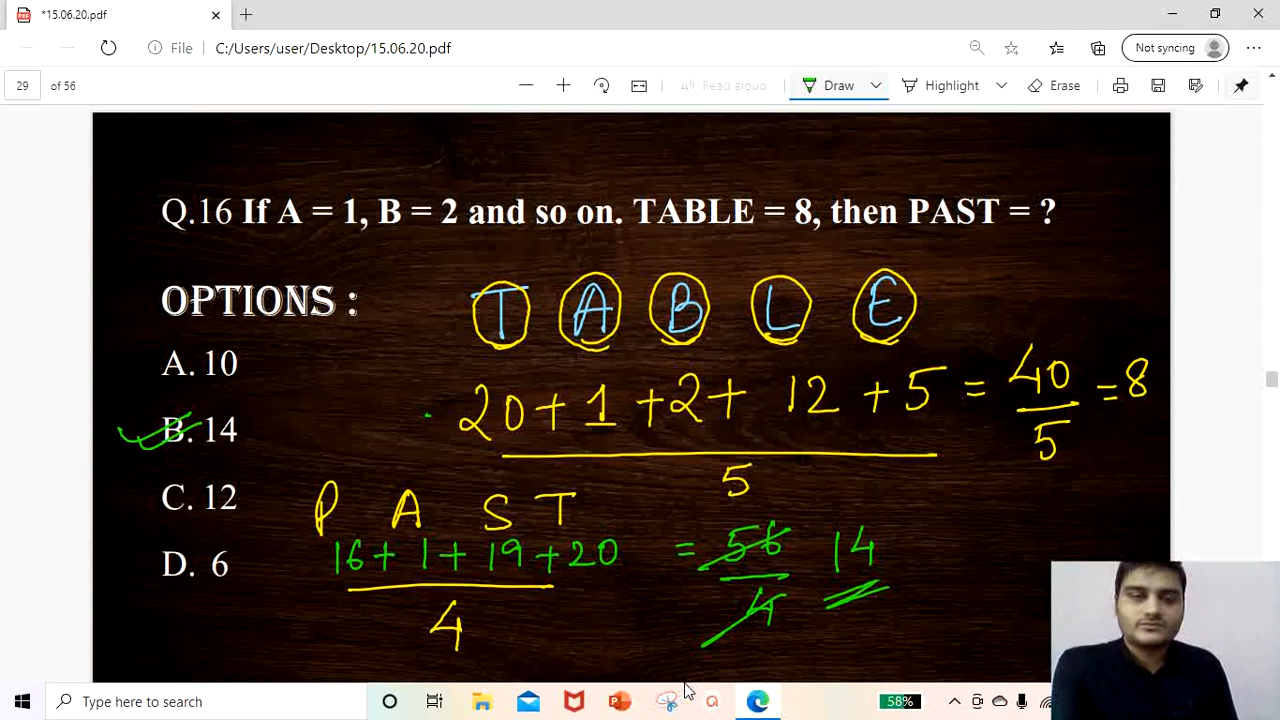 *15.06.20.pdf
File C:/Users/user/Desktop/15.06.20.pdf Not syncing
29 of 56 Read aloud Draw Highlight Erase
Q.16 If A = 1, B = 2 and so on. TABLE = 8, then PAST = ?
OPTIONS :
T A B L E
A. 10
20 + 1 + 2 + 12 + 5 = 40/5 = 8
5
B. 14
C. 12
P A S T
16 + 1 + 19 + 20 = 56/4 14
4
D. 6
Type here to search
58%